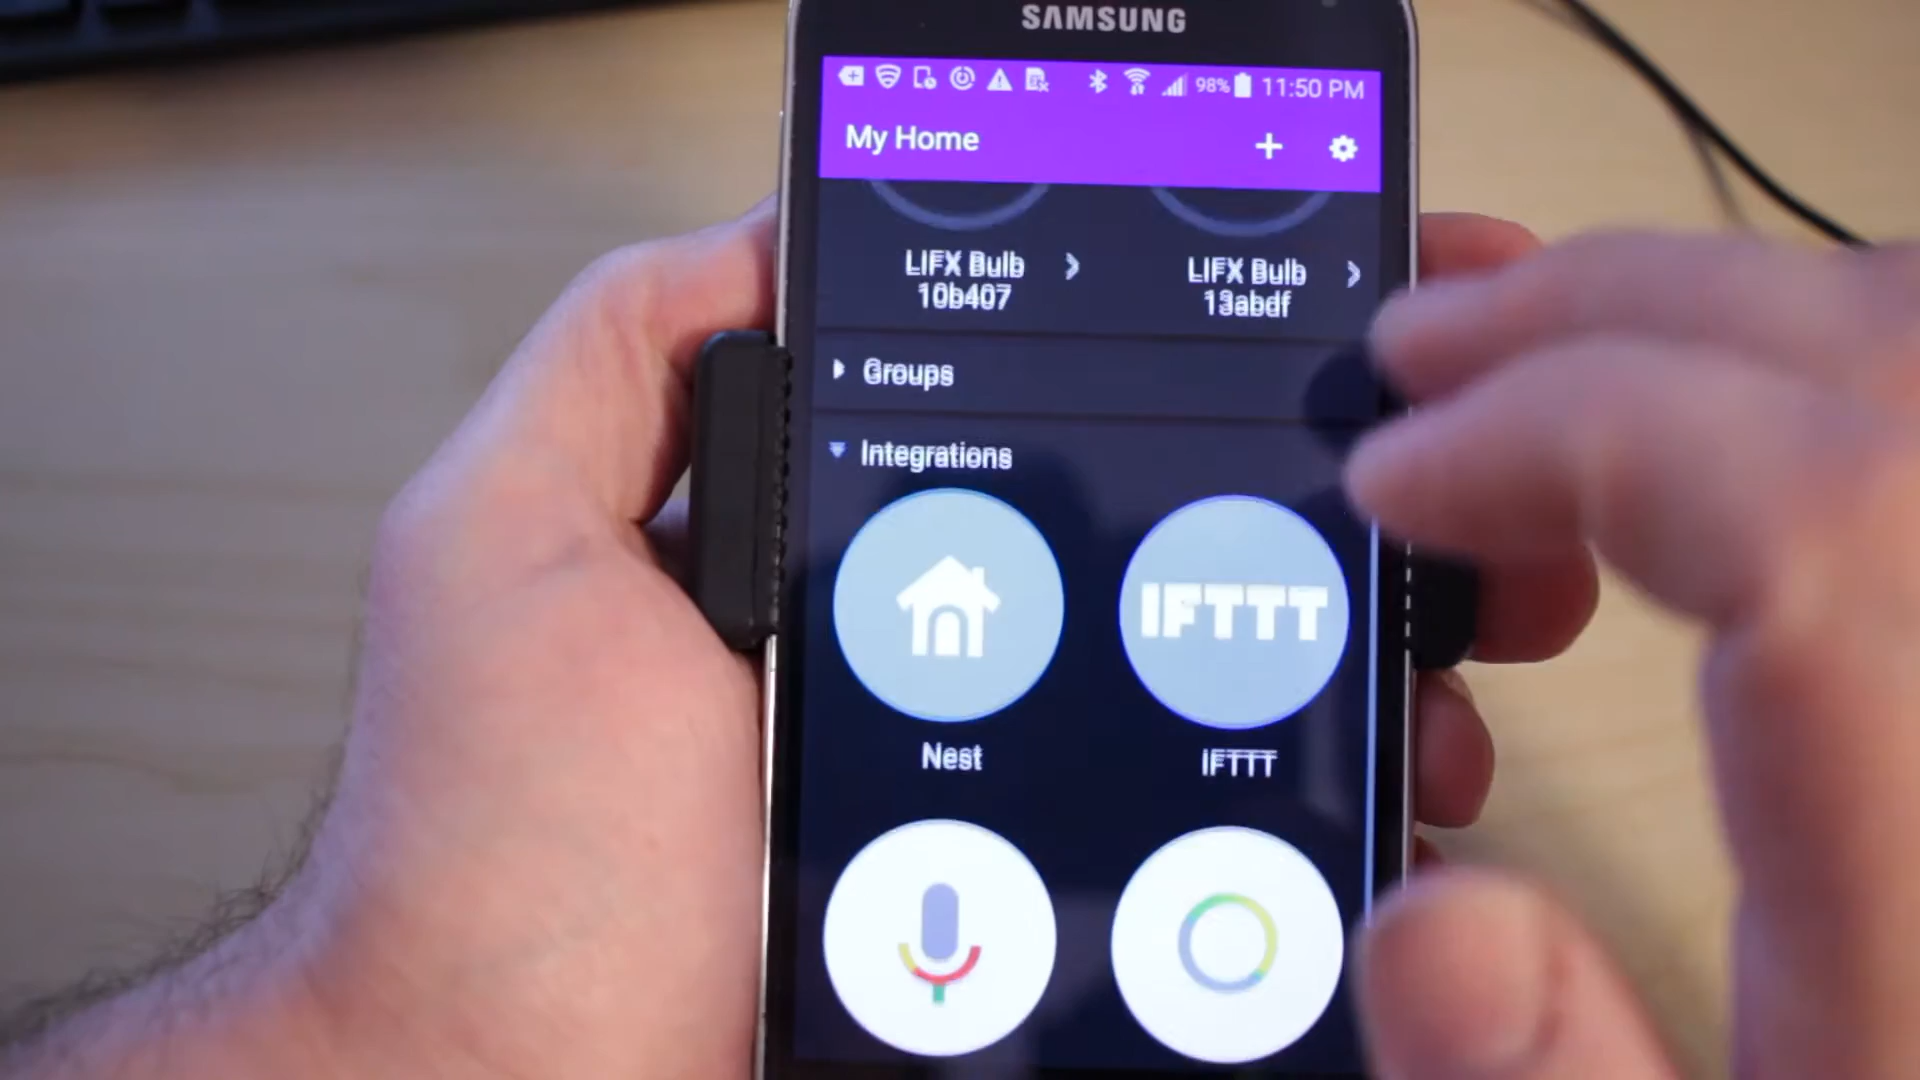 SAMSUNG
98% 11:50 PM
My Home
LIFX Bulb
10b407
LIFX Bulb
13abdf
Groups
Integrations
IFTTT
Nest
IFTTT